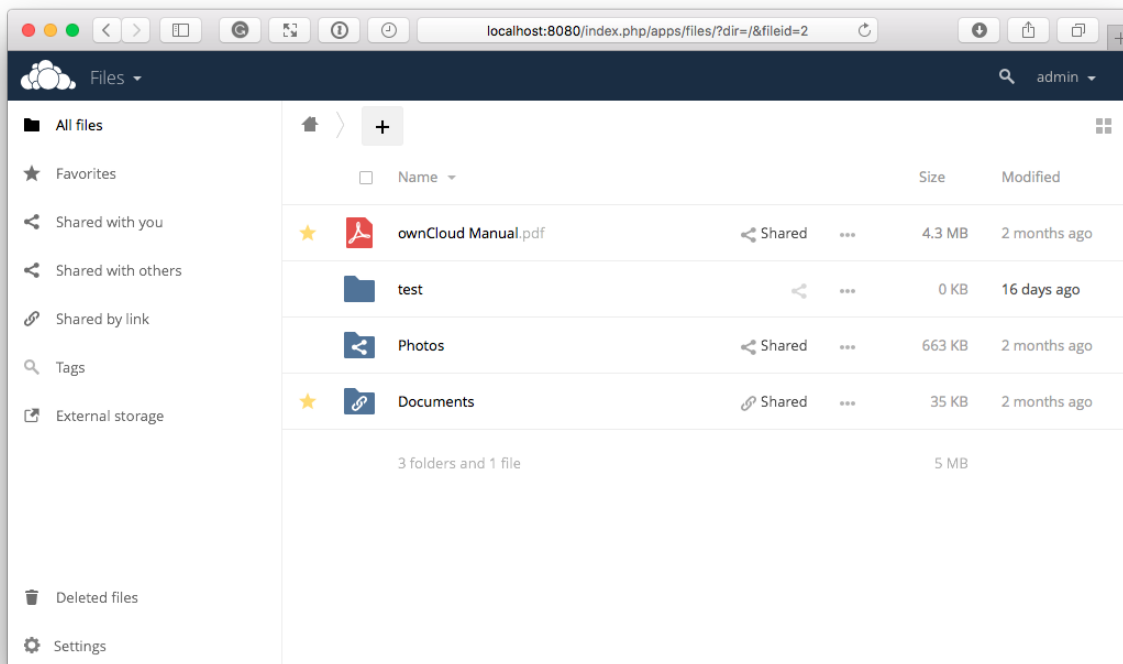 localhost:8080/index.php/apps/files/?dir=/&fileid=2
Files
admin
All files
Favorites
Shared with you
Shared with others
Shared by link
Tags
External storage
Deleted files
Settings
Name Size Modified
ownCloud Manual.pdf Shared 4.3 MB 2 months ago
test 0 KB 16 days ago
Photos Shared 663 KB 2 months ago
Documents Shared 35 KB 2 months ago
3 folders and 1 file 5 MB